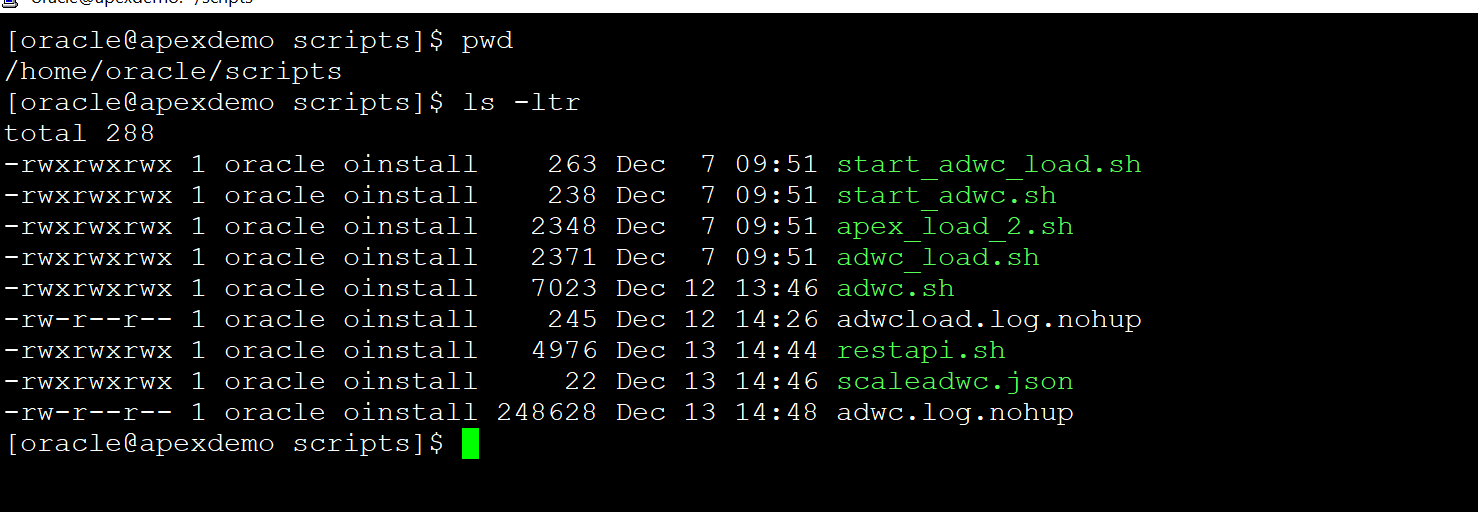 oracle@apexdemo:~/scripts
[oracle@apexdemo scripts]$ pwd
/home/oracle/scripts
[oracle@apexdemo scripts]$ ls -ltr
total 288
-rwxrwxrwx 1 oracle oinstall    263 Dec  7 09:51 start_adwc_load.sh
-rwxrwxrwx 1 oracle oinstall    238 Dec  7 09:51 start_adwc.sh
-rwxrwxrwx 1 oracle oinstall   2348 Dec  7 09:51 apex_load_2.sh
-rwxrwxrwx 1 oracle oinstall   2371 Dec  7 09:51 adwc_load.sh
-rwxrwxrwx 1 oracle oinstall   7023 Dec 12 13:46 adwc.sh
-rw-r--r-- 1 oracle oinstall    245 Dec 12 14:26 adwcload.log.nohup
-rwxrwxrwx 1 oracle oinstall   4976 Dec 13 14:44 restapi.sh
-rwxrwxrwx 1 oracle oinstall     22 Dec 13 14:46 scaleadwc.json
-rw-r--r-- 1 oracle oinstall 248628 Dec 13 14:48 adwc.log.nohup
[oracle@apexdemo scripts]$